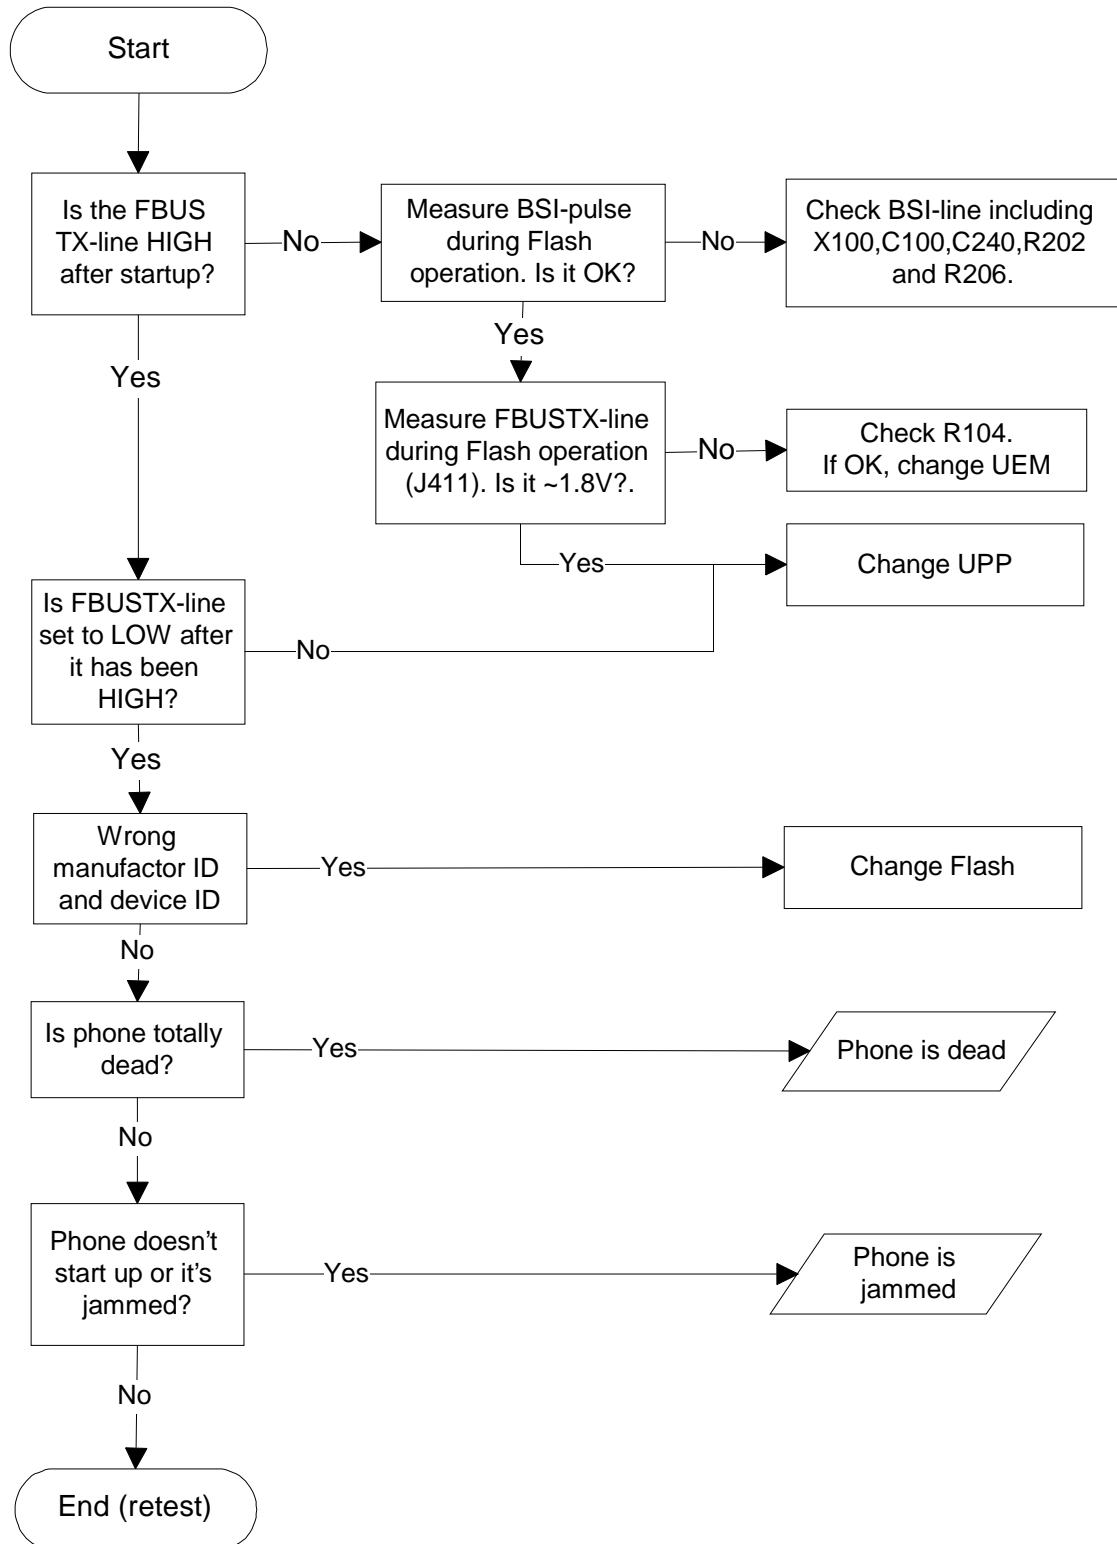 Start
Is the FBUS
TX-line HIGH
after startup?
No
Measure BSI-pulse
during Flash
operation. Is it OK?
No
Check BSI-line including
X100,C100,C240,R202
and R206.
Yes
Yes
Measure FBUSTX-line
during Flash operation
(J411). Is it ~1.8V?.
No
Check R104.
If OK, change UEM
Yes
Change UPP
Is FBUSTX-line
set to LOW after
it has been
HIGH?
No
Yes
Wrong
manufactor ID
and device ID
Yes
Change Flash
No
Is phone totally
dead?
Yes
Phone is dead
No
Phone doesn't
start up or it's
jammed?
Yes
Phone is
jammed
No
End (retest)